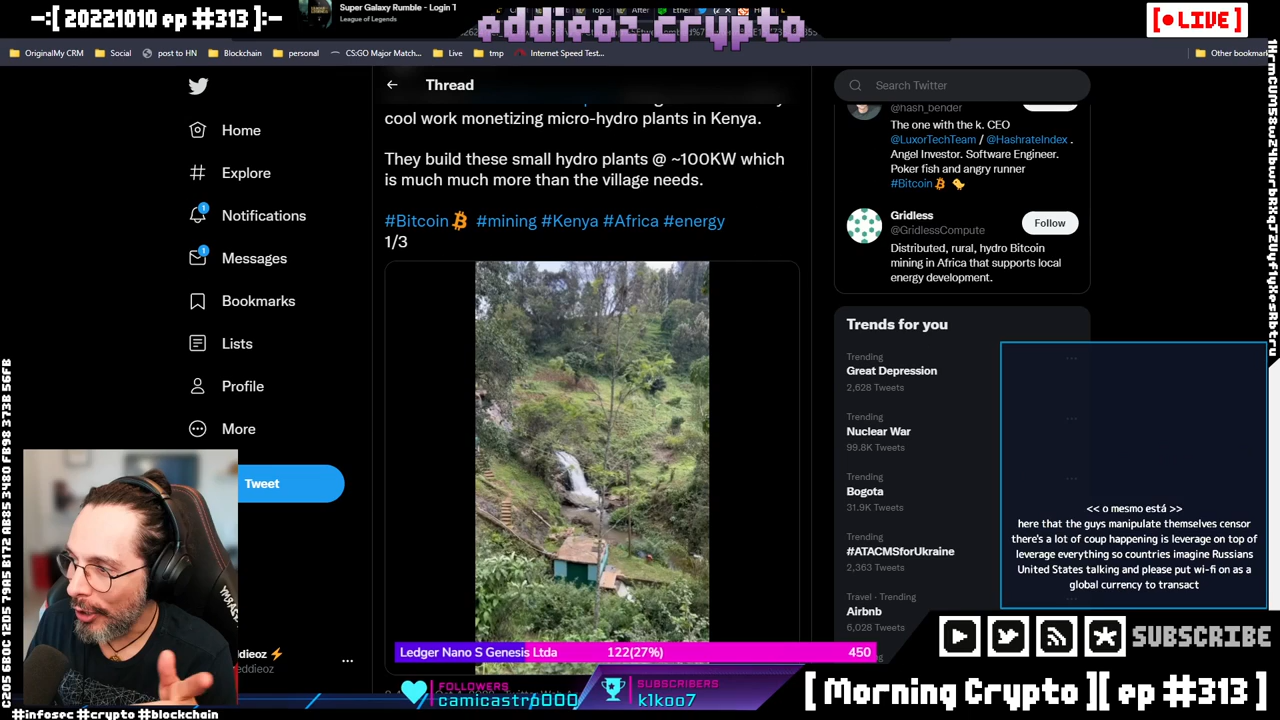 -:[ 20221010 ep #313 ]:-
Super Galaxy Rumble - Login T
League of Legends
eddieoz.crypto
[ • LIVE ]
OriginalMy CRM
Social
post to HN
Blockchain
personal
CS:GO Major Match...
Live
tmp
Internet Speed Test...
Other bookmar
Home
Explore
Notifications
1
Messages
1
Bookmarks
Lists
Profile
More
Tweet
ddieoz⚡
eddieoz
#infosec #crypto #blockchain
Thread
cool work monetizing micro-hydro plants in Kenya.
They build these small hydro plants @ ~100KW which
is much much more than the village needs.
#Bitcoin #mining #Kenya #Africa #energy
1/3
Search Twitter
@hash_bender
The one with the k. CEO
@LuxorTechTeam / @HashrateIndex .
Angel Investor. Software Engineer.
Poker fish and angry runner
#Bitcoin
Gridless
@GridlessCompute
Follow
Distributed, rural, hydro Bitcoin
mining in Africa that supports local
energy development.
Trends for you
Trending
Great Depression
2,628 Tweets
Trending
Nuclear War
99.8K Tweets
Trending
Bogota
31.9K Tweets
Trending
#ATACMSforUkraine
2,363 Tweets
Travel · Trending
Airbnb
6,028 Tweets
<< o mesmo está >>
here that the guys manipulate themselves censor
there's a lot of coup happening is leverage on top of
leverage everything so countries imagine Russians
United States talking and please put wi-fi on as a
global currency to transact
Ledger Nano S Genesis Ltda 122(27%) 450
FOLLOWERS
camicastrp000
SUBSCRIBERS
k1koo7
SUBSCRIBE
[ Morning Crypto ][ ep #313 ]